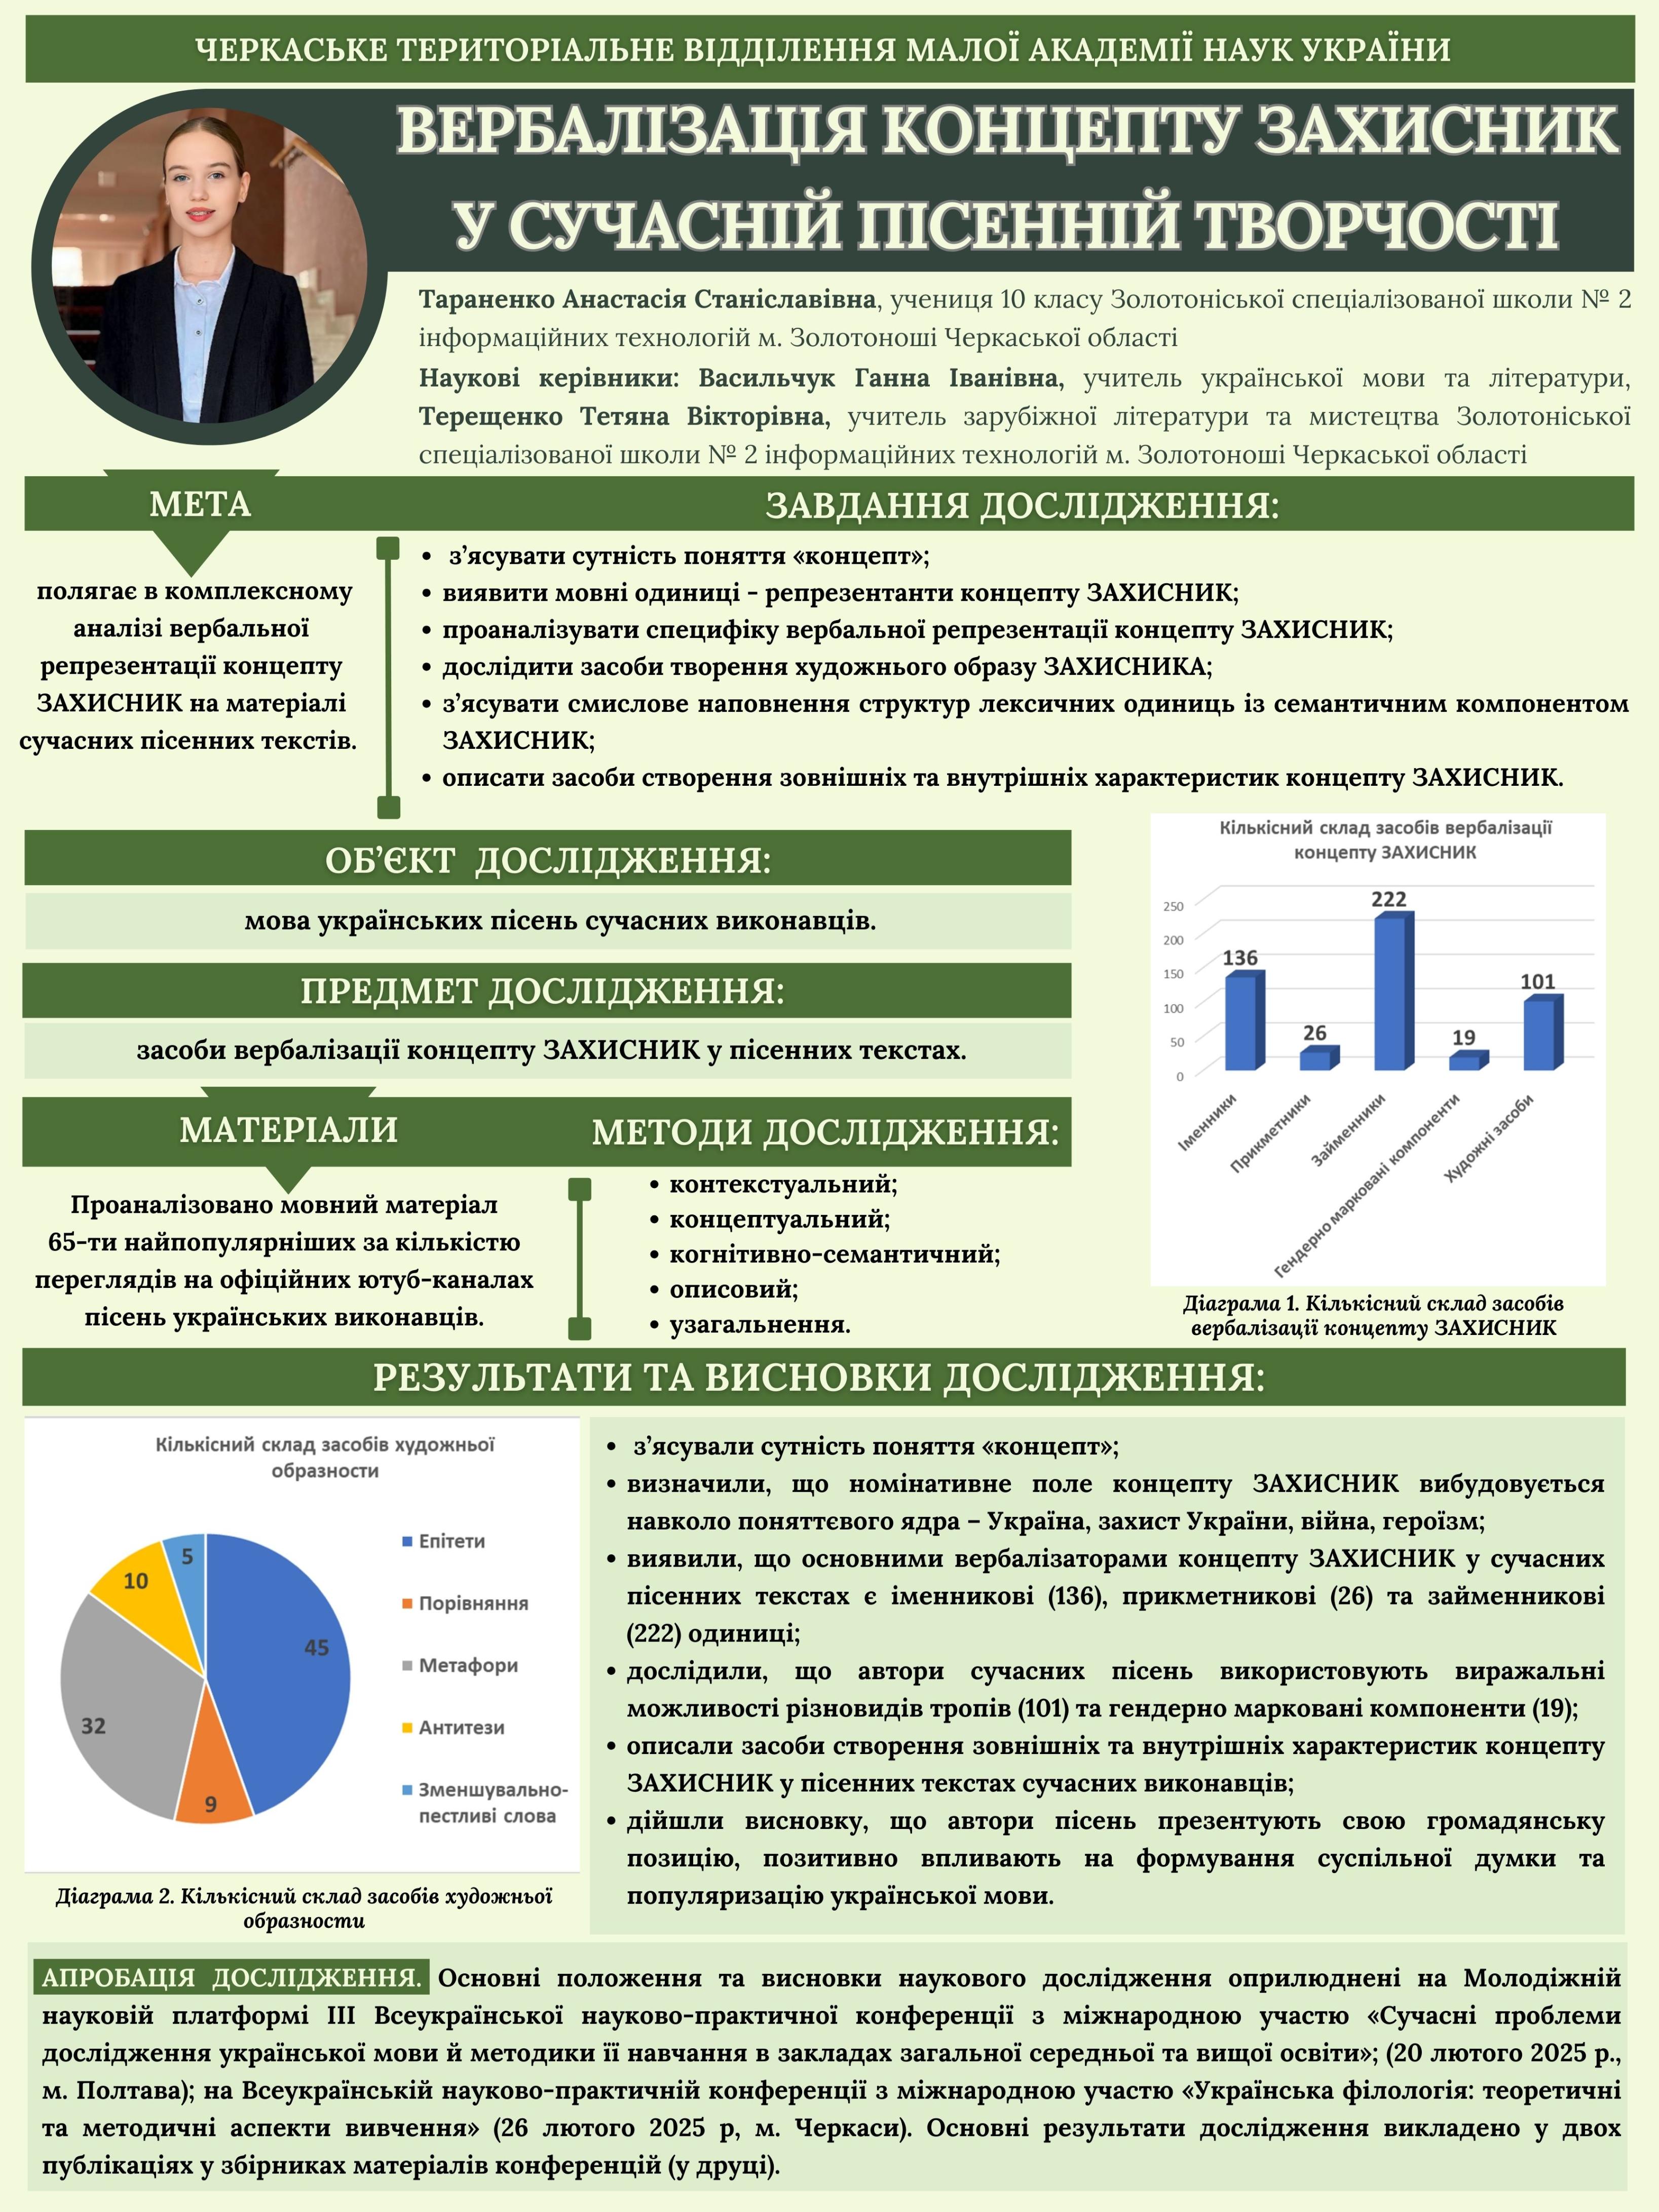 ЧЕРКАСЬКЕ ТЕРИТОРІАЛЬНЕ ВІДДІЛЕННЯ МАЛОЇ АКАДЕМІЇ НАУК УКРАЇНИ
ВЕРБАЛІЗАЦІЯ КОНЦЕПТУ ЗАХИСНИК
У СУЧАСНІЙ ПІСЕННІЙ ТВОРЧОСТІ
Тараненко Анастасія Станіславівна, учениця 10 класу Золотоніської спеціалізованої школи № 2
інформаційних технологій м. Золотоноші Черкаської області
Наукові керівники: Васильчук Ганна Іванівна, учитель української мови та літератури,
Терещенко Тетяна Вікторівна, учитель зарубіжної літератури та мистецтва Золотоніської
спеціалізованої школи № 2 інформаційних технологій м. Золотоноші Черкаської області
МЕТА
полягає в комплексному
аналізі вербальної
репрезентації концепту
ЗАХИСНИК на матеріалі
сучасних пісенних текстів.
ЗАВДАННЯ ДОСЛІДЖЕННЯ:
• з’ясувати сутність поняття «концепт»;
• виявити мовні одиниці - репрезентанти концепту ЗАХИСНИК;
• проаналізувати специфіку вербальної репрезентації концепту ЗАХИСНИК;
• дослідити засоби творення художнього образу ЗАХИСНИКА;
• з’ясувати смислове наповнення структур лексичних одиниць із семантичним компонентом
ЗАХИСНИК;
• описати засоби створення зовнішніх та внутрішніх характеристик концепту ЗАХИСНИК.
ОБ’ЄКТ ДОСЛІДЖЕННЯ:
мова українських пісень сучасних виконавців.
ПРЕДМЕТ ДОСЛІДЖЕННЯ:
засоби вербалізації концепту ЗАХИСНИК у пісенних текстах.
МАТЕРІАЛИ
Проаналізовано мовний матеріал
65-ти найпопулярніших за кількістю
переглядів на офіційних ютуб-каналах
пісень українських виконавців.
МЕТОДИ ДОСЛІДЖЕННЯ:
• контекстуальний;
• концептуальний;
• когнітивно-семантичний;
• описовий;
• узагальнення.
Кількісний склад засобів вербалізації
концепту ЗАХИСНИК
250
200
150
100
50
0
136
26
222
19
101
Іменники
Прикметники
Займенники
Гендерно марковані компоненти
Художні засоби
Діаграма 1. Кількісний склад засобів
вербалізації концепту ЗАХИСНИК
РЕЗУЛЬТАТИ ТА ВИСНОВКИ ДОСЛІДЖЕННЯ:
Кількісний склад засобів художньої
образности
45
9
32
10
5
Епітети
Порівняння
Метафори
Антитези
Зменшувально-
пестливі слова
Діаграма 2. Кількісний склад засобів художньої
образности
• з’ясували сутність поняття «концепт»;
• визначили, що номінативне поле концепту ЗАХИСНИК вибудовується
навколо поняттєвого ядра – Україна, захист України, війна, героїзм;
• виявили, що основними вербалізаторами концепту ЗАХИСНИК у сучасних
пісенних текстах є іменникові (136), прикметникові (26) та займенникові
(222) одиниці;
• дослідили, що автори сучасних пісень використовують виражальні
можливості різновидів тропів (101) та гендерно марковані компоненти (19);
• описали засоби створення зовнішніх та внутрішніх характеристик концепту
ЗАХИСНИК у пісенних текстах сучасних виконавців;
• дійшли висновку, що автори пісень презентують свою громадянську
позицію, позитивно впливають на формування суспільної думки та
популяризацію української мови.
АПРОБАЦІЯ ДОСЛІДЖЕННЯ. Основні положення та висновки наукового дослідження оприлюднені на Молодіжній
науковій платформі ІІІ Всеукраїнської науково-практичної конференції з міжнародною участю «Сучасні проблеми
дослідження української мови й методики її навчання в закладах загальної середньої та вищої освіти»; (20 лютого 2025 р.,
м. Полтава); на Всеукраїнській науково-практичній конференції з міжнародною участю «Українська філологія: теоретичні
та методичні аспекти вивчення» (26 лютого 2025 р, м. Черкаси). Основні результати дослідження викладено у двох
публікаціях у збірниках матеріалів конференцій (у друці).